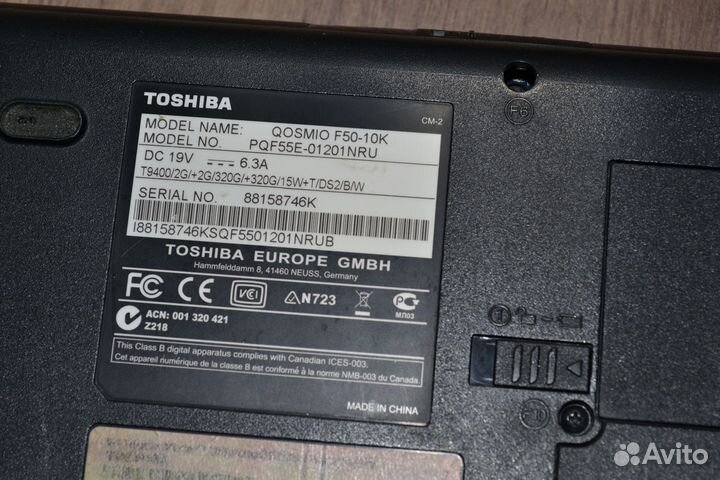 TOSHIBA
CM-2
MODEL NAME: QOSMIO F50-10K
MODEL NO. PQF55E-01201NRU
DC 19V 6.3A
T9400/2G/+2G/320G/+320G/15W+T/DS2/B/W
SERIAL NO. 88158746K
I88158746KSQF5501201NRUB
TOSHIBA EUROPE GMBH
Hammfelddamm 8, 41460 NEUSS, Germany
FC CE VCI N723 МЛ03
ACN: 001 320 421
Z218
This Class B digital apparatus complies with Canadian ICES-003.
Cet appareil numérique de la classe B est conformé à la norme NMB-003 du Canada.
MADE IN CHINA
F6
Avito